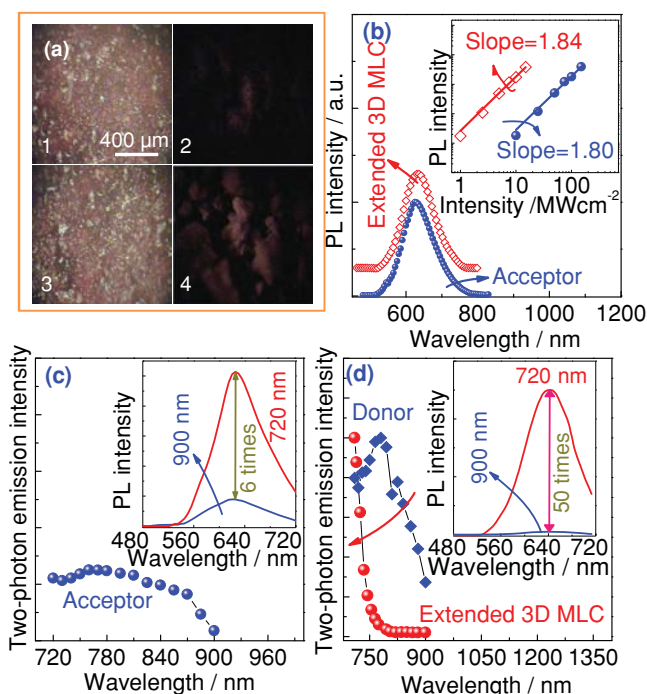 (a)
1
400 μm
2
3
4
(b)
PL intensity / a.u.
Extended 3D MLC
Acceptor
600 800 1000 1200
Wavelength / nm
PL intensity
Slope=1.84
Slope=1.80
1 10 100
Intensity /MWcm-2
(c)
Two-photon emission intensity
Acceptor
720 780 840 900 960
Wavelength / nm
PL intensity
900 nm
720 nm
6 times
480 560 640 720
Wavelength / nm
(d)
Two-photon emission intensity
Donor
Extended 3D MLC
750 900 1050 1200 1350
Wavelength / nm
PL intensity
720 nm
900 nm
50 times
480 560 640 720
Wavelength / nm